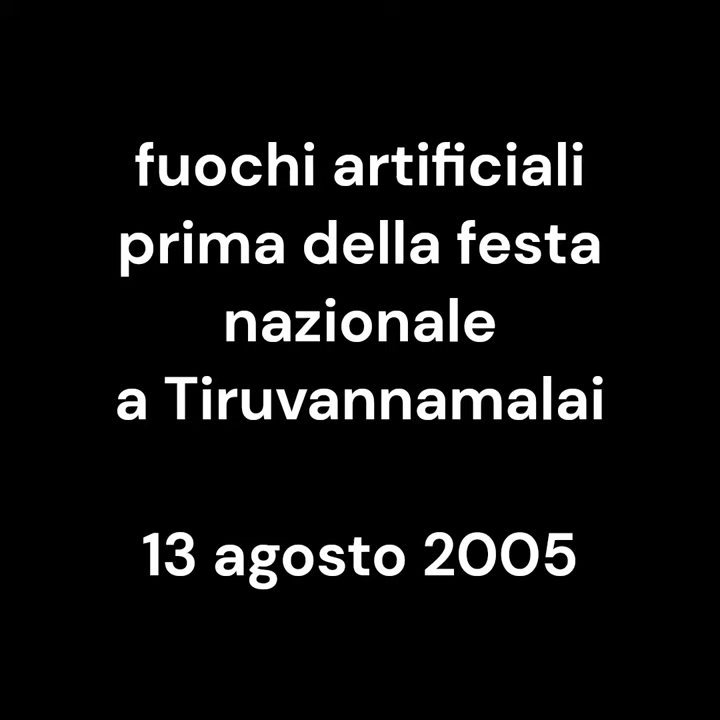 fuochi artificiali
prima della festa
nazionale
a Tiruvannamalai
13 agosto 2005